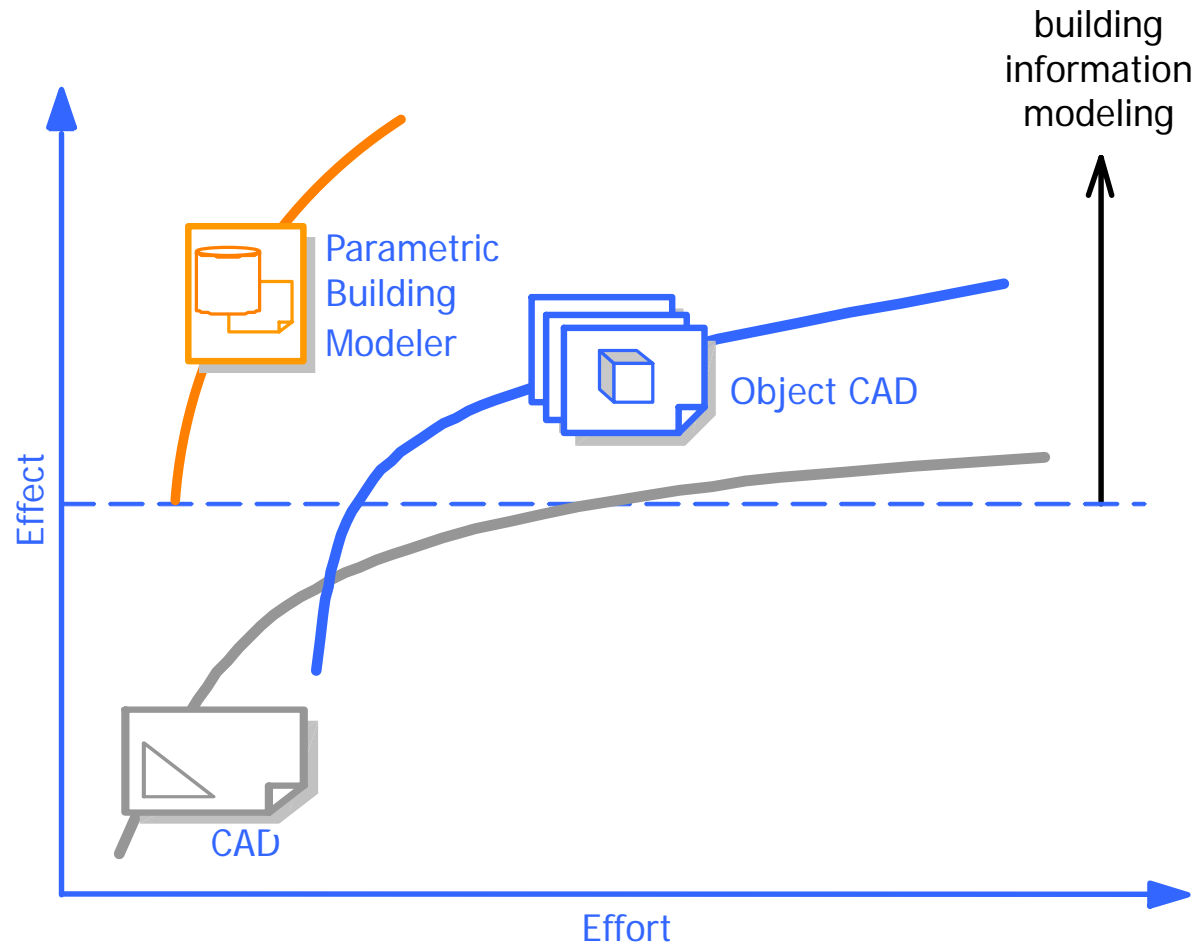 building
information
modeling
Parametric
Building
Modeler
Object CAD
Effect
CAD
Effort